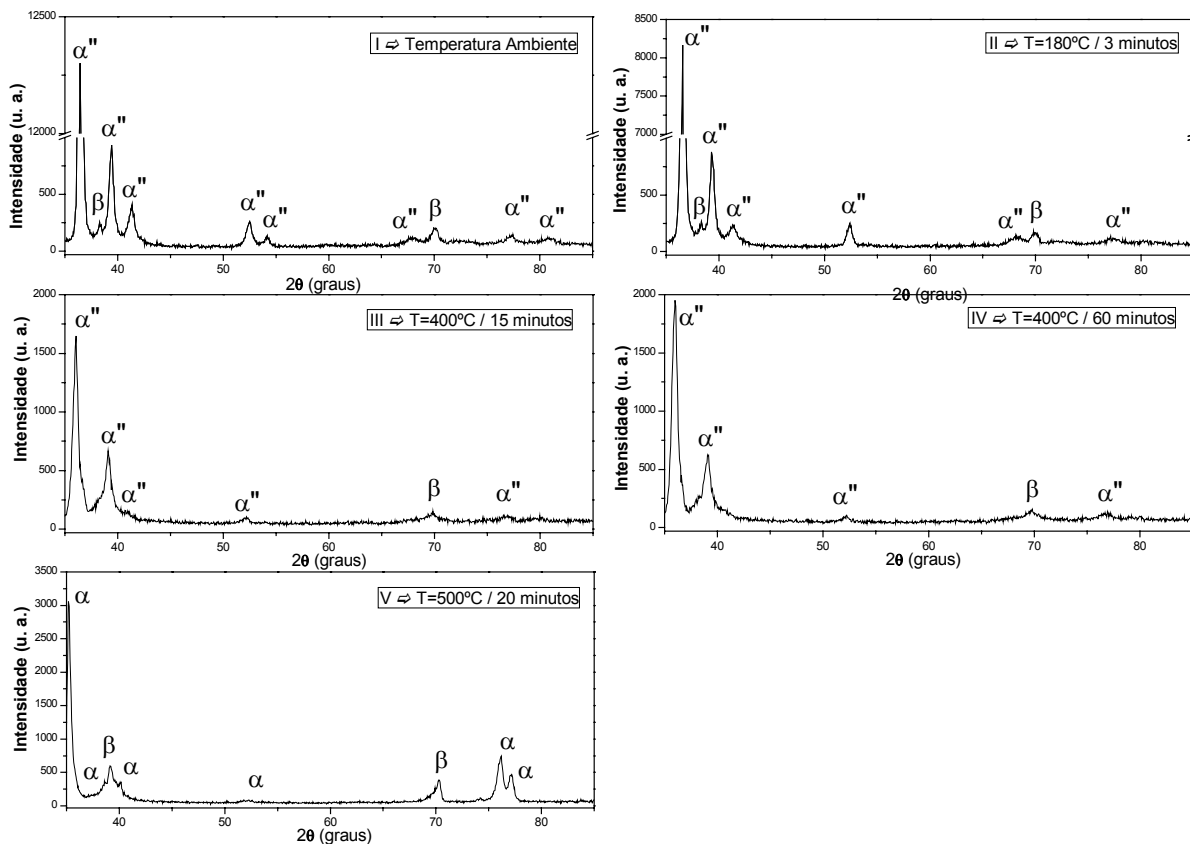 I ⇨ Temperatura Ambiente
Intensidade (u. a.)
12500
12000
500
0
α" β α" α" α" α" α" β α" α"
40 50 60 70 80
2θ (graus)
II ⇨ T=180ºC / 3 minutos
Intensidade (u. a.)
8500
8000
7500
7000
500
250
0
α" β α" α" α" α" β α"
40 50 60 70 80
2θ (graus)
III ⇨ T=400ºC / 15 minutos
Intensidade (u. a.)
2000
1500
1000
500
0
α" α" α" α" β α"
40 50 60 70 80
2θ (graus)
IV ⇨ T=400ºC / 60 minutos
Intensidade (u. a.)
2000
1500
1000
500
0
α" α" α" β α"
40 50 60 70 80
2θ (graus)
V ⇨ T=500ºC / 20 minutos
Intensidade (u. a.)
3500
3000
2500
2000
1500
1000
500
0
α α β α α β α α
40 50 60 70 80
2θ (graus)